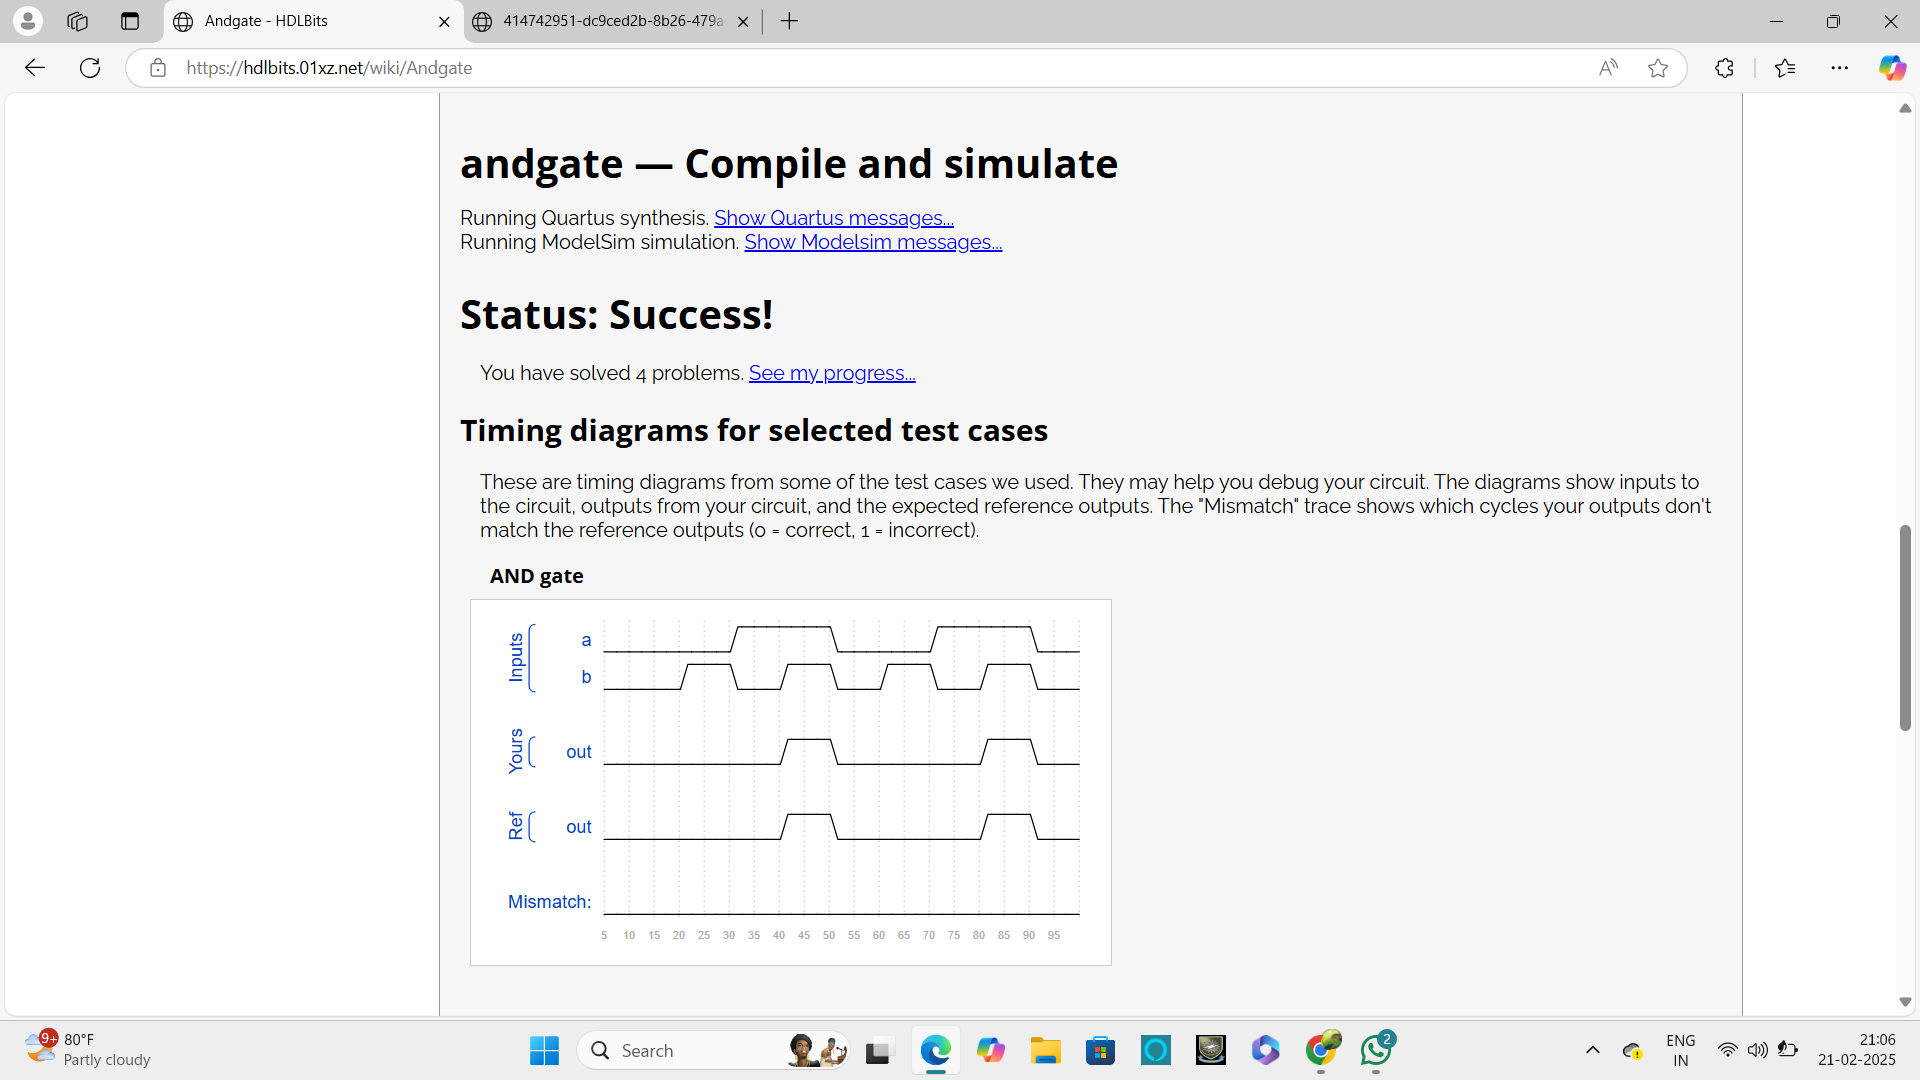 Andgate - HDLBits
414742951-dc9ced2b-8b26-479a-
https://hdlbits.01xz.net/wiki/Andgate
andgate — Compile and simulate
Running Quartus synthesis. Show Quartus messages...
Running ModelSim simulation. Show Modelsim messages...
Status: Success!
You have solved 4 problems. See my progress...
Timing diagrams for selected test cases
These are timing diagrams from some of the test cases we used. They may help you debug your circuit. The diagrams show inputs to
the circuit, outputs from your circuit, and the expected reference outputs. The "Mismatch" trace shows which cycles your outputs don't
match the reference outputs (0 = correct, 1 = incorrect).
AND gate
Inputs
a
b
Yours
out
Ref
out
Mismatch:
5 10 15 20 25 30 35 40 45 50 55 60 65 70 75 80 85 90 95
9+
80°F
Partly cloudy
Search
2
ENG
IN
21:06
21-02-2025